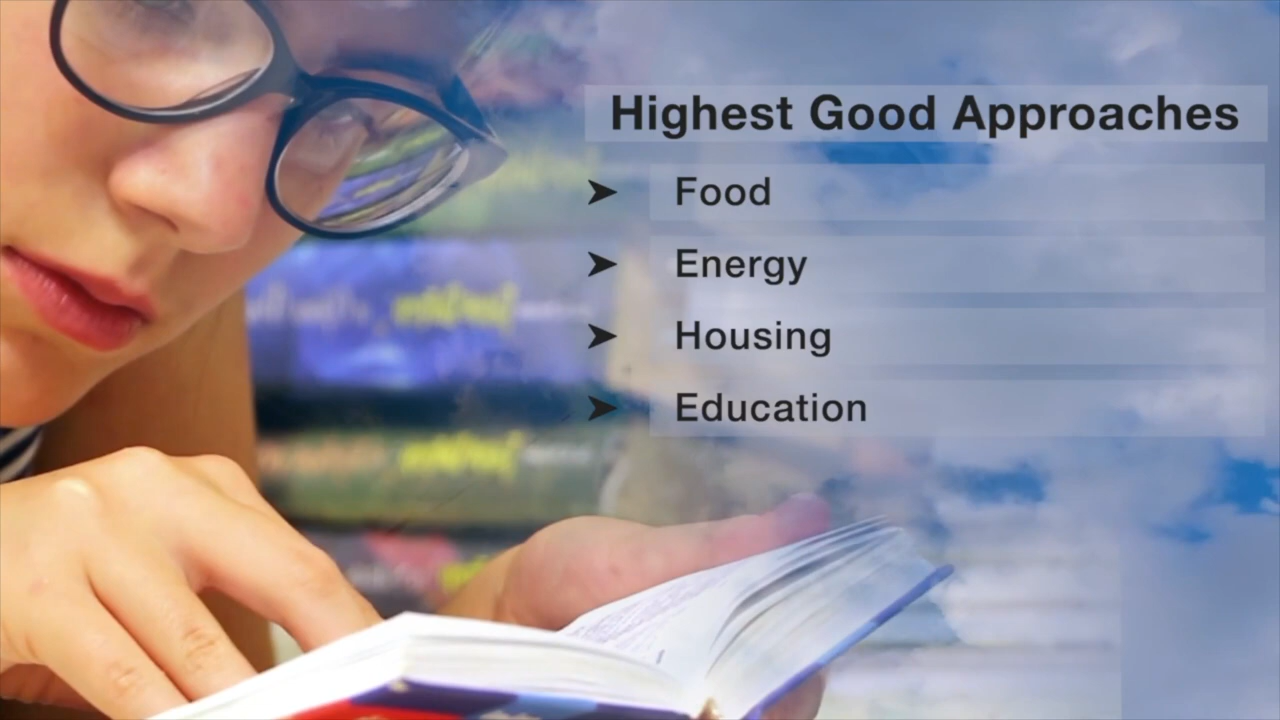 Highest Good Approaches
➤ Food
➤ Energy
➤ Housing
➤ Education